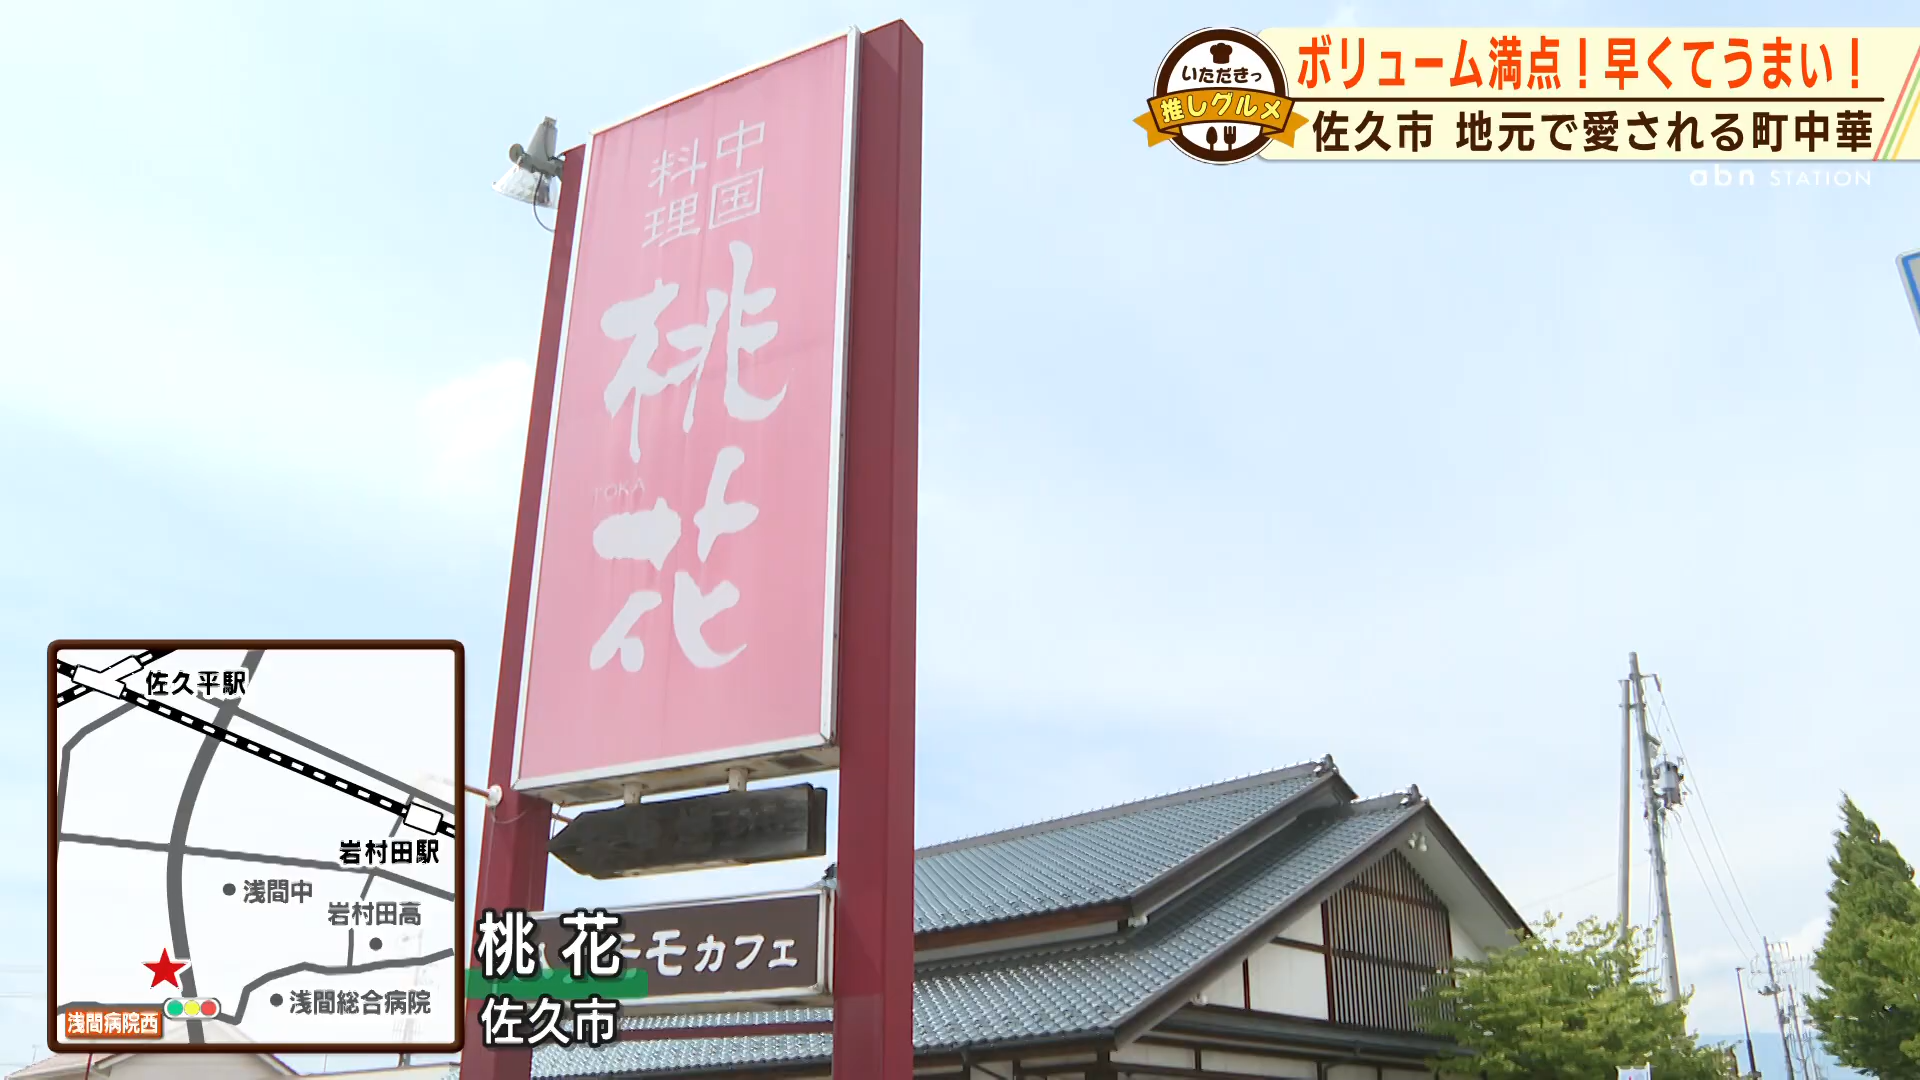 いただきっ
推しグルメ
ボリューム満点！早くてうまい！
佐久市 地元で愛される町中華
abn STATION
中国
料理
桃花
TOKA
モモカフェ
桃花
佐久市
佐久平駅
岩村田駅
浅間中
岩村田高
浅間総合病院
浅間病院西